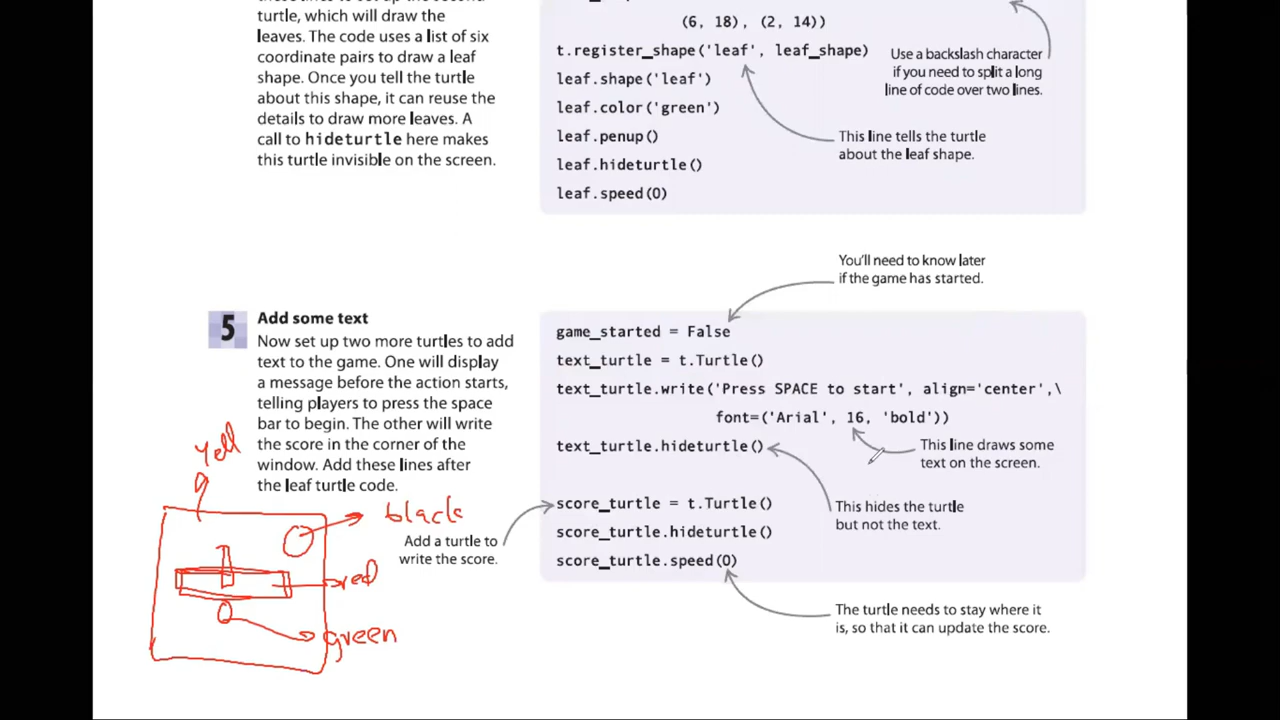 turtle, which will draw the
leaves. The code uses a list of six
coordinate pairs to draw a leaf
shape. Once you tell the turtle
about this shape, it can reuse the
details to draw more leaves. A
call to hideturtle here makes
this turtle invisible on the screen.
(6, 18), (2, 14))
t.register_shape('leaf', leaf_shape)
leaf.shape('leaf')
leaf.color('green')
leaf.penup()
leaf.hideturtle()
leaf.speed(0)
Use a backslash character
if you need to split a long
line of code over two lines.
This line tells the turtle
about the leaf shape.
You'll need to know later
if the game has started.
5
Add some text
Now set up two more turtles to add
text to the game. One will display
a message before the action starts,
telling players to press the space
bar to begin. The other will write
the score in the corner of the
window. Add these lines after
the leaf turtle code.
game_started = False
text_turtle = t.Turtle()
text_turtle.write('Press SPACE to start', align='center',\
font=('Arial', 16, 'bold'))
text_turtle.hideturtle()
score_turtle = t.Turtle()
score_turtle.hideturtle()
score_turtle.speed(0)
This line draws some
text on the screen.
This hides the turtle
but not the text.
Add a turtle to
write the score.
The turtle needs to stay where it
is, so that it can update the score.
yell
black
red
green